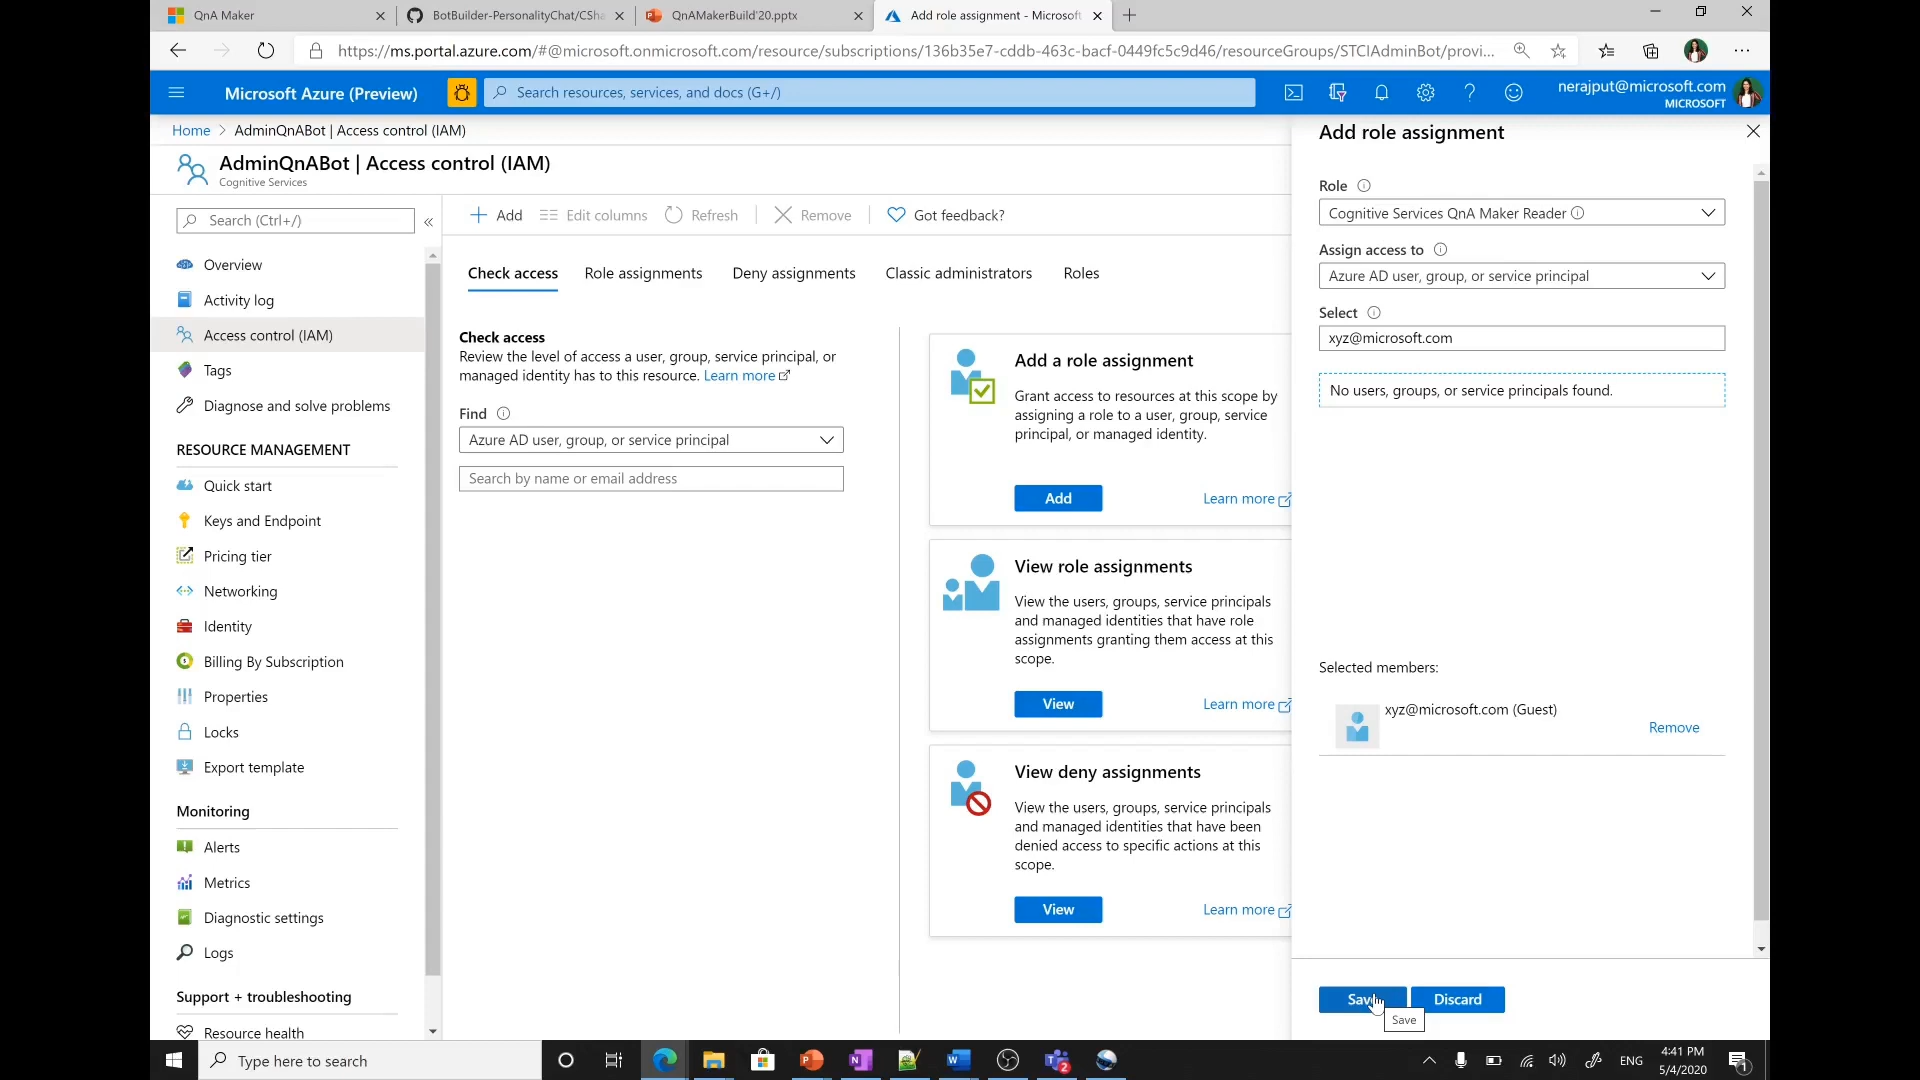 QnA Maker
BotBuilder-PersonalityChat/CSha
QnAMakerBuild'20.pptx
Add role assignment - Microsoft
https://ms.portal.azure.com/#@microsoft.onmicrosoft.com/resource/subscriptions/136b35e7-cddb-463c-bacf-0449fc5c9d46/resourceGroups/STCIAdminBot/provi...
Microsoft Azure (Preview)
Search resources, services, and docs (G+/)
nerajput@microsoft.com
MICROSOFT
Home > AdminQnABot | Access control (IAM)
AdminQnABot | Access control (IAM)
Cognitive Services
Search (Ctrl+/)
Overview
Activity log
Access control (IAM)
Tags
Diagnose and solve problems
RESOURCE MANAGEMENT
Quick start
Keys and Endpoint
Pricing tier
Networking
Identity
Billing By Subscription
Properties
Locks
Export template
Monitoring
Alerts
Metrics
Diagnostic settings
Logs
Support + troubleshooting
Resource health
Add
Edit columns
Refresh
Remove
Got feedback?
Check access
Role assignments
Deny assignments
Classic administrators
Roles
Check access
Review the level of access a user, group, service principal, or
managed identity has to this resource. Learn more
Find
Azure AD user, group, or service principal
Search by name or email address
Add a role assignment
Grant access to resources at this scope by
assigning a role to a user, group, service
principal, or managed identity.
Add
Learn more
View role assignments
View the users, groups, service principals
and managed identities that have role
assignments granting them access at this
scope.
View
Learn more
View deny assignments
View the users, groups, service principals
and managed identities that have been
denied access to specific actions at this
scope.
View
Learn more
Add role assignment
Role
Cognitive Services QnA Maker Reader
Assign access to
Azure AD user, group, or service principal
Select
xyz@microsoft.com
No users, groups, or service principals found.
Selected members:
xyz@microsoft.com (Guest)
Remove
Save
Discard
Save
Type here to search
ENG
4:41 PM
5/4/2020